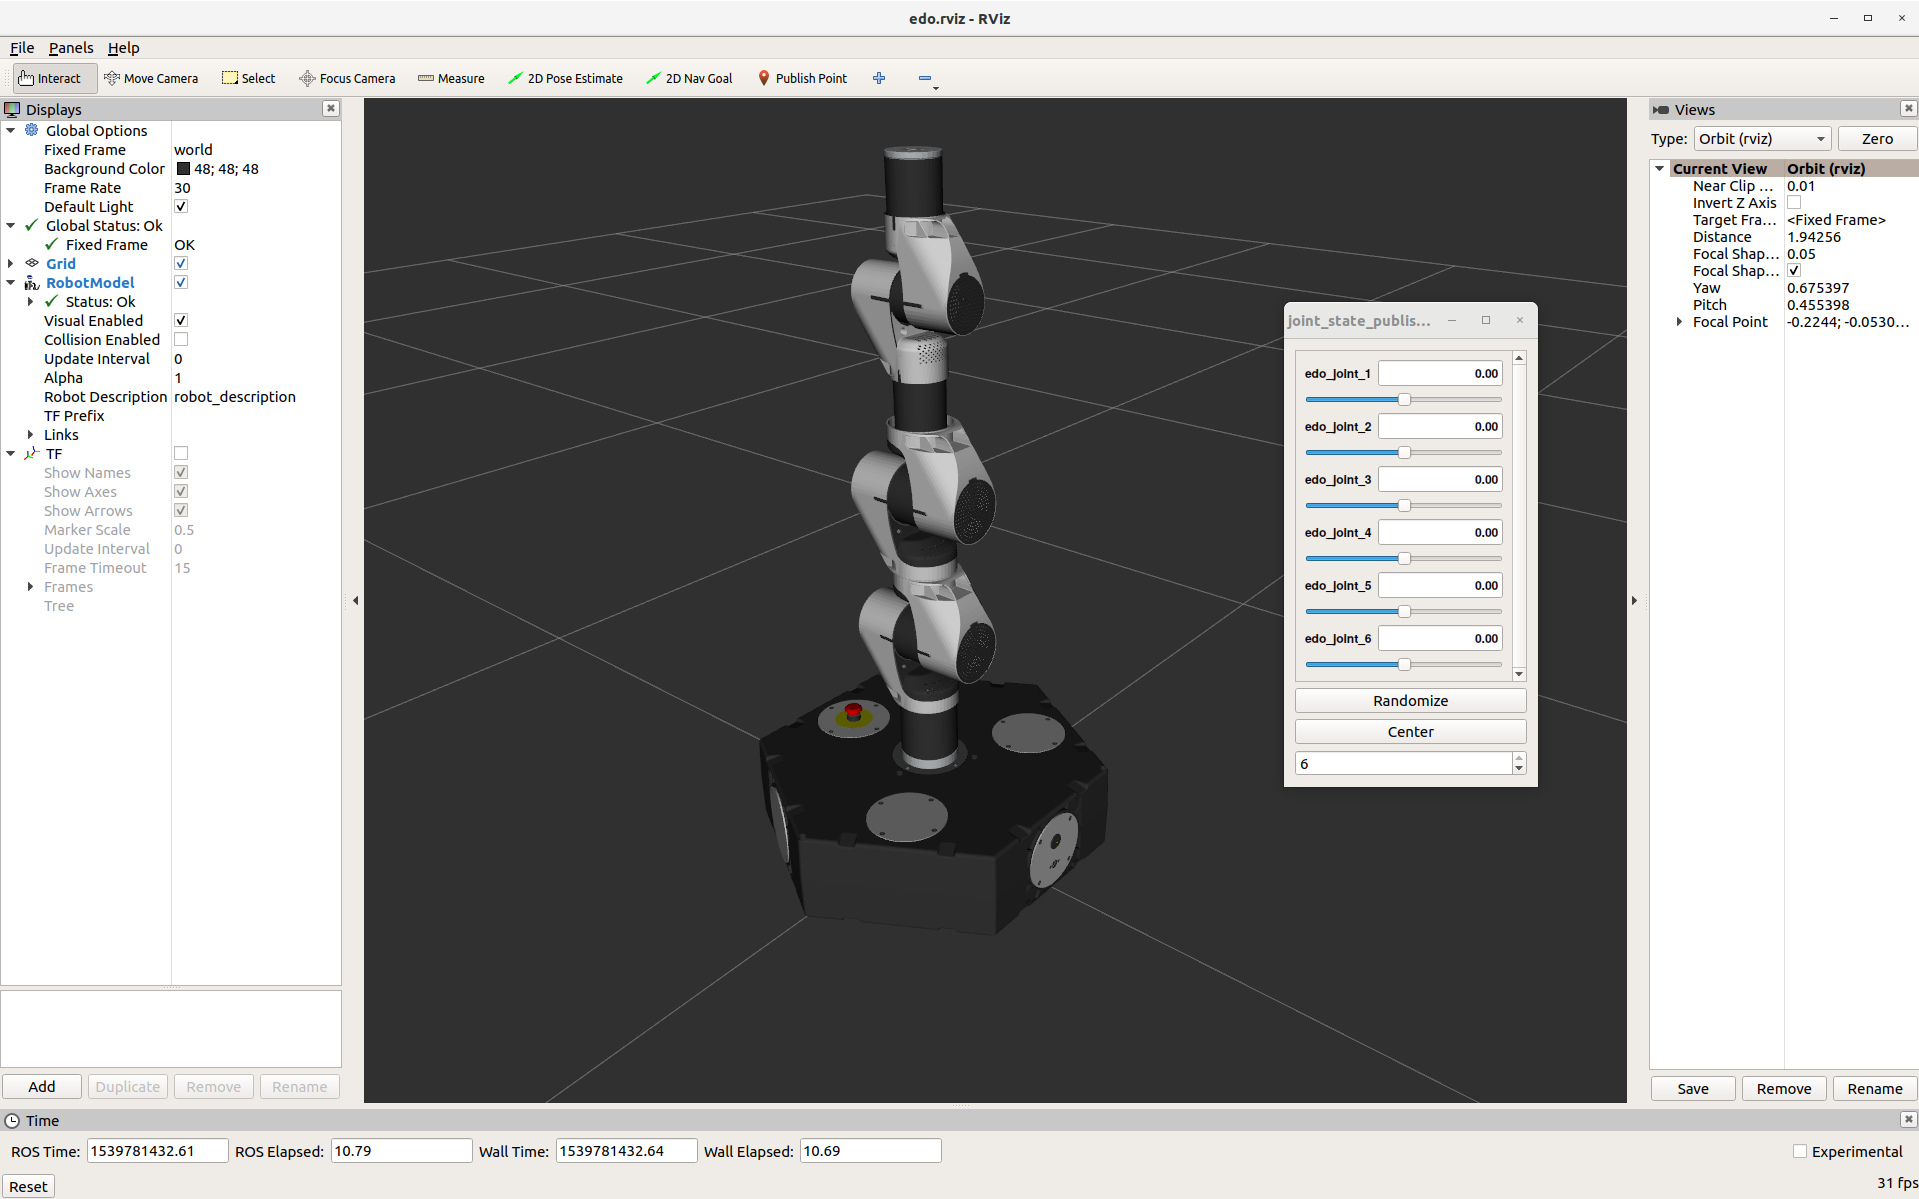 edo.rviz - RViz
File Panels Help
Interact Move Camera Select Focus Camera Measure 2D Pose Estimate 2D Nav Goal Publish Point
Displays
Global Options
Fixed Frame world
Background Color 48; 48; 48
Frame Rate 30
Default Light
Global Status: Ok
Fixed Frame OK
Grid
RobotModel
Status: Ok
Visual Enabled
Collision Enabled
Update Interval 0
Alpha 1
Robot Description robot_description
TF Prefix
Links
TF
Show Names
Show Axes
Show Arrows
Marker Scale 0.5
Update Interval 0
Frame Timeout 15
Frames
Tree
Add Duplicate Remove Rename
joint_state_publis...
edo_joint_1 0.00
edo_joint_2 0.00
edo_joint_3 0.00
edo_joint_4 0.00
edo_joint_5 0.00
edo_joint_6 0.00
Randomize
Center
6
Views
Type: Orbit (rviz) Zero
Current View Orbit (rviz)
Near Clip ... 0.01
Invert Z Axis
Target Fra... <Fixed Frame>
Distance 1.94256
Focal Shap... 0.05
Focal Shap...
Yaw 0.675397
Pitch 0.455398
Focal Point -0.2244; -0.0530...
Save Remove Rename
Time
ROS Time: 1539781432.61 ROS Elapsed: 10.79 Wall Time: 1539781432.64 Wall Elapsed: 10.69 Experimental
Reset 31 fps